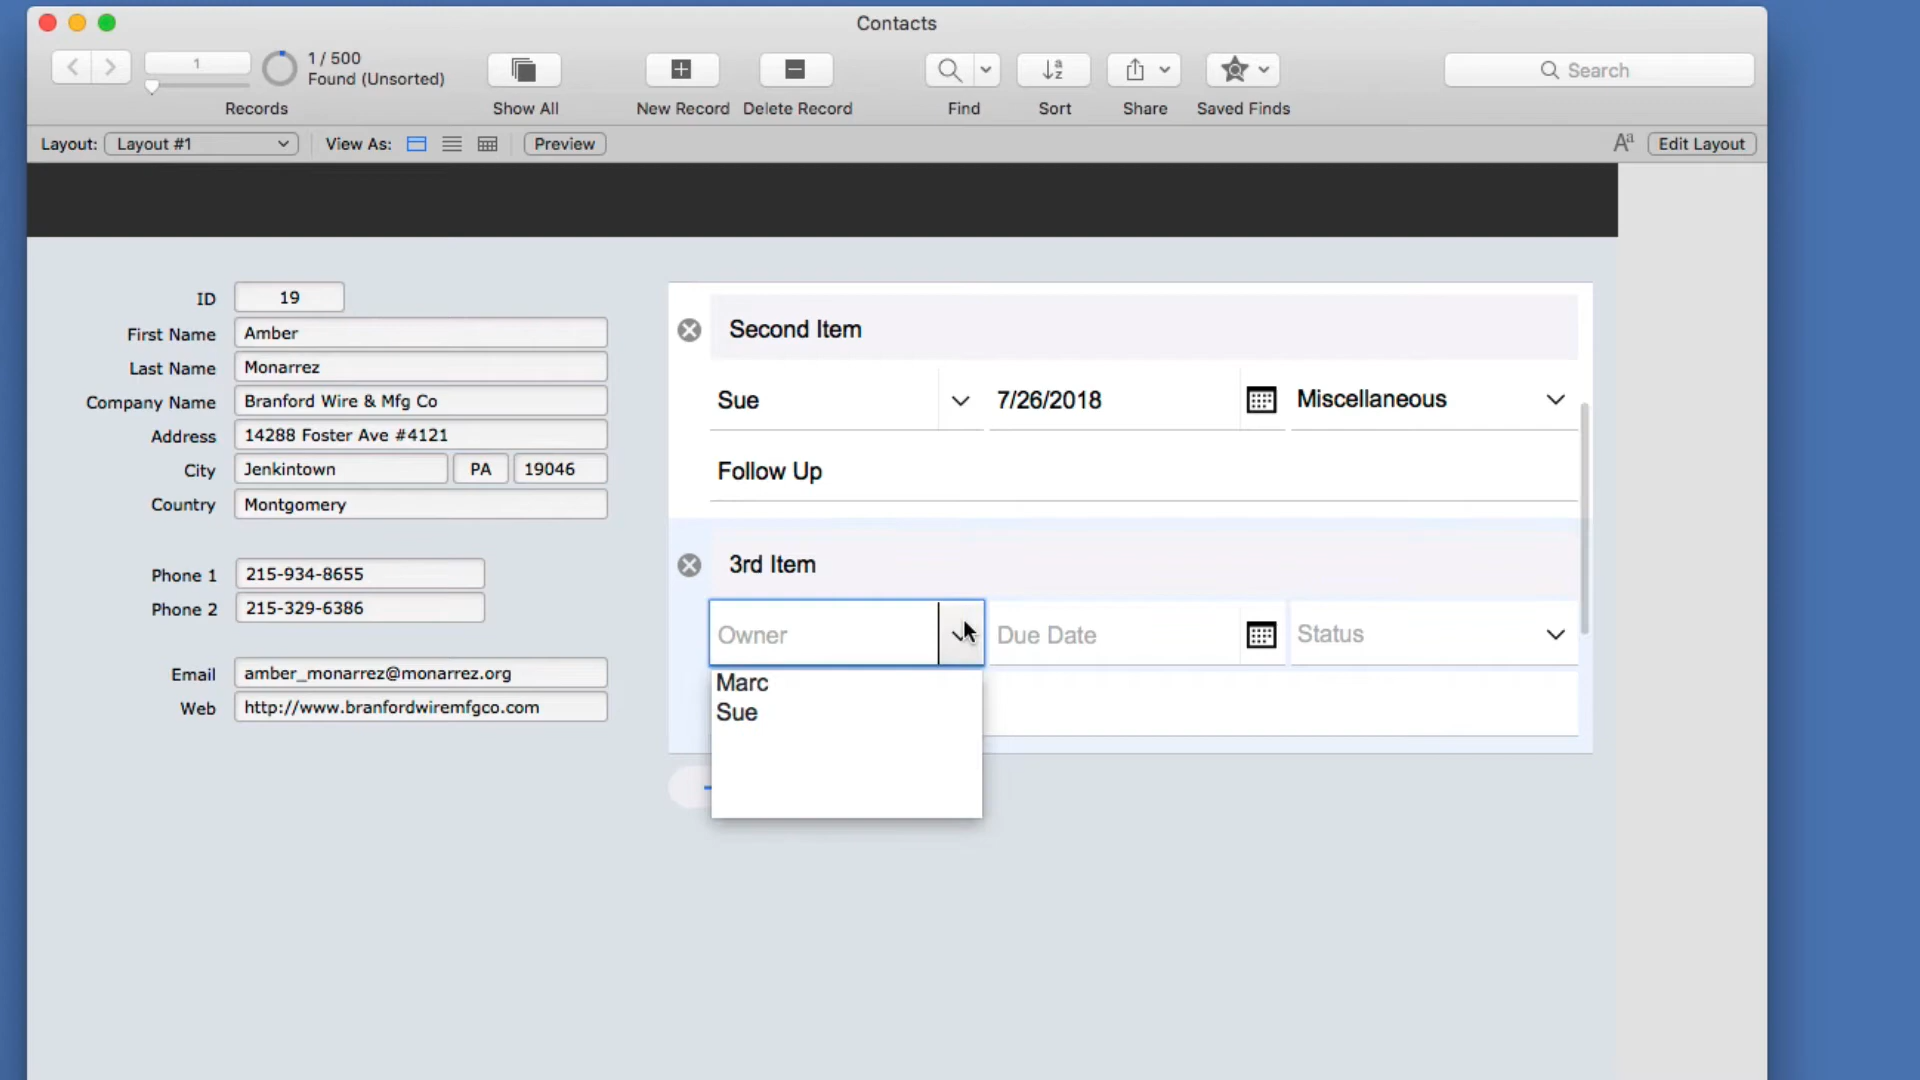 Contacts
1
1 / 500
Found (Unsorted)
Records
Show All
New Record
Delete Record
Find
Sort
Share
Saved Finds
Search
Layout: Layout #1
View As:
Preview
Edit Layout
ID 19
First Name Amber
Last Name Monarrez
Company Name Branford Wire & Mfg Co
Address 14288 Foster Ave #4121
City Jenkintown PA 19046
Country Montgomery
Phone 1 215-934-8655
Phone 2 215-329-6386
Email amber_monarrez@monarrez.org
Web http://www.branfordwiremfgco.com
Second Item
Sue 7/26/2018 Miscellaneous
Follow Up
3rd Item
Owner Due Date Status
Marc
Sue